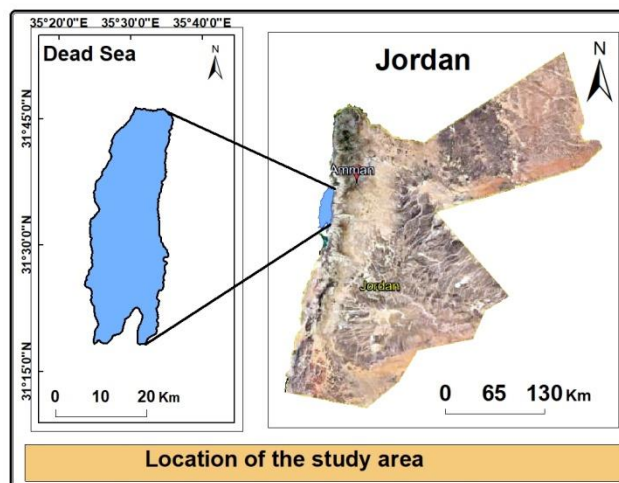 35°20'0"E 35°30'0"E 35°40'0"E
Dead Sea
N
31°45'0"N
31°30'0"N
31°15'0"N
0 10 20 Km
Jordan
N
Amman
Jordan
0 65 130 Km
Location of the study area